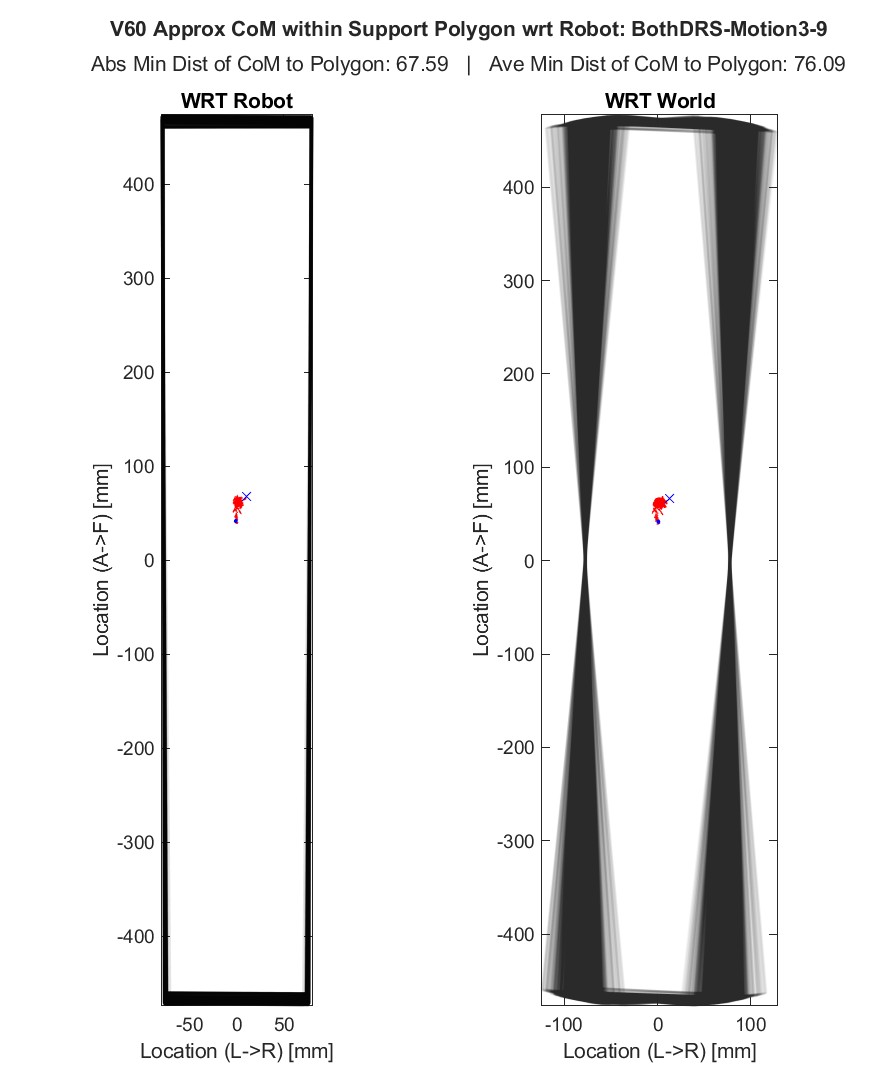 V60 Approx CoM within Support Polygon wrt Robot: BothDRS-Motion3-9
Abs Min Dist of CoM to Polygon: 67.59 | Ave Min Dist of CoM to Polygon: 76.09
WRT Robot
Location (A->F) [mm]
400
300
200
100
0
-100
-200
-300
-400
-50 0 50
Location (L->R) [mm]
WRT World
Location (A->F) [mm]
400
300
200
100
0
-100
-200
-300
-400
-100 0 100
Location (L->R) [mm]